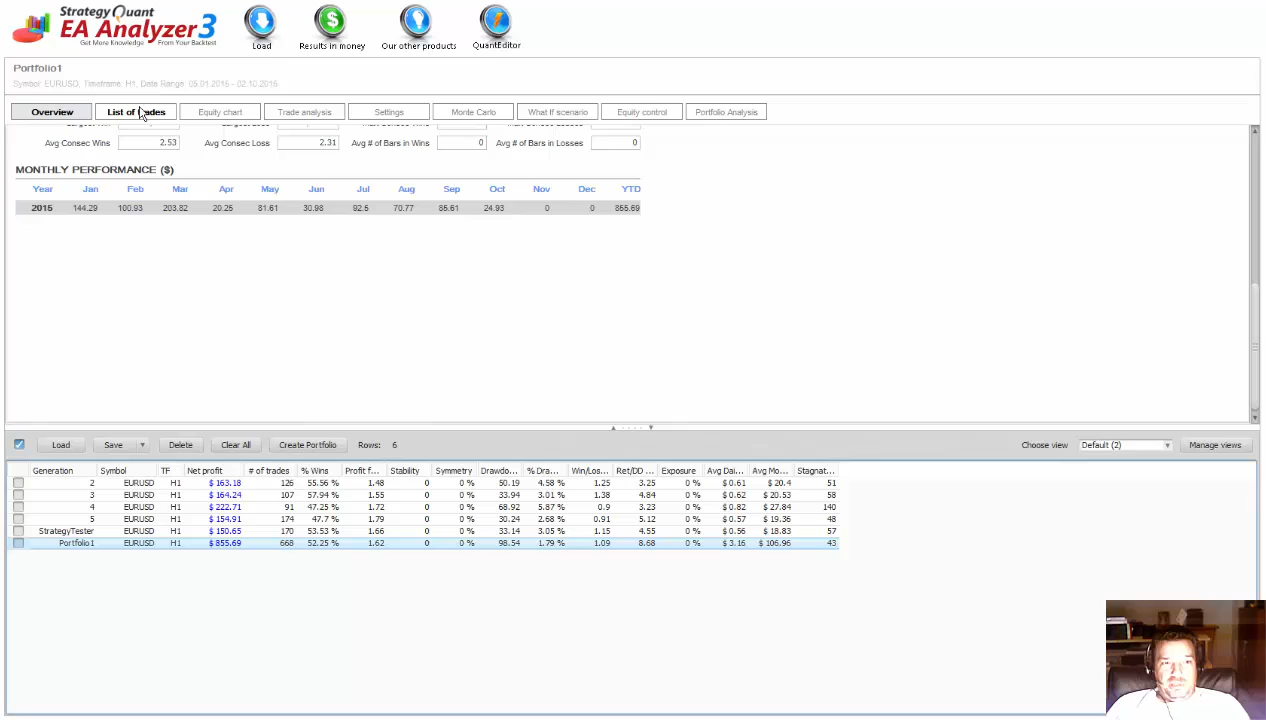 StrategyQuant
EA Analyzer 3
Get More Knowledge From Your Backtest
Load
Results in money
Our other products
QuantEditor
Portfolio1
Symbol: EURUSD, Timeframe: H1, Date Range: 05.01.2015 - 02.10.2015
Overview List of trades Equity chart Trade analysis Settings Monte Carlo What If scenario Equity control Portfolio Analysis
Avg Consec Wins 2.53 Avg Consec Loss 2.31 Avg # of Bars in Wins 0 Avg # of Bars in Losses 0
MONTHLY PERFORMANCE ($)
Year Jan Feb Mar Apr May Jun Jul Aug Sep Oct Nov Dec YTD
2015 144.29 100.93 203.82 20.25 81.61 30.98 92.5 70.77 85.61 24.93 0 0 855.69
Load Save Delete Clear All Create Portfolio Rows: 6 Choose view Default (2) Manage views
Generation Symbol TF Net profit # of trades % Wins Profit f... Stability Symmetry Drawdo... % Dra... Win/Los... Ret/DD ... Exposure Avg Dai... Avg Mo... Stagnat...
2 EURUSD H1 $ 163.18 126 55.56 % 1.48 0 0 % 50.19 4.58 % 1.25 3.25 0 % $ 0.61 $ 20.4 51
3 EURUSD H1 $ 164.24 107 57.94 % 1.55 0 0 % 33.94 3.01 % 1.38 4.84 0 % $ 0.62 $ 20.53 58
4 EURUSD H1 $ 222.71 91 47.25 % 1.72 0 0 % 68.92 5.87 % 0.9 3.23 0 % $ 0.82 $ 27.84 140
5 EURUSD H1 $ 154.91 174 47.7 % 1.79 0 0 % 30.24 2.68 % 0.91 5.12 0 % $ 0.57 $ 19.36 48
StrategyTester EURUSD H1 $ 150.65 170 53.53 % 1.66 0 0 % 33.14 3.05 % 1.15 4.55 0 % $ 0.56 $ 18.83 57
Portfolio1 EURUSD H1 $ 855.69 668 52.25 % 1.62 0 0 % 98.54 1.79 % 1.09 8.68 0 % $ 3.16 $ 106.96 43